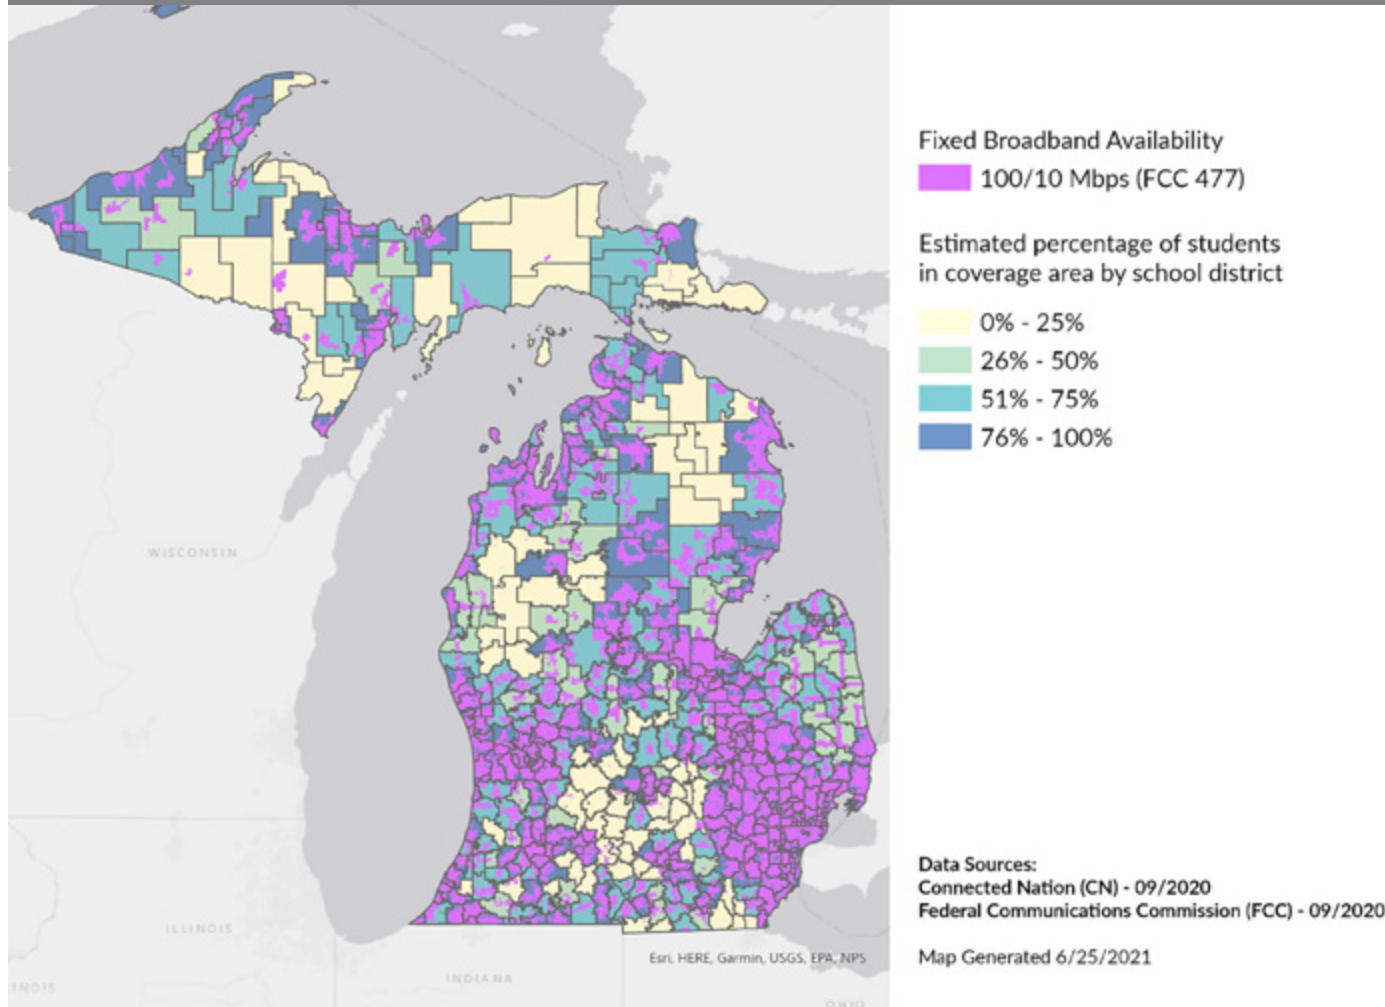 Fixed Broadband Availability
100/10 Mbps (FCC 477)
Estimated percentage of students
in coverage area by school district
0% - 25%
26% - 50%
51% - 75%
76% - 100%
WISCONSIN
Data Sources:
Connected Nation (CN) - 09/2020
Federal Communications Commission (FCC) - 09/2020
ILLINOIS
Esri, HERE, Garmin, USGS, EPA, NPS
Map Generated 6/25/2021
INDIANA
INOIS
OHIO